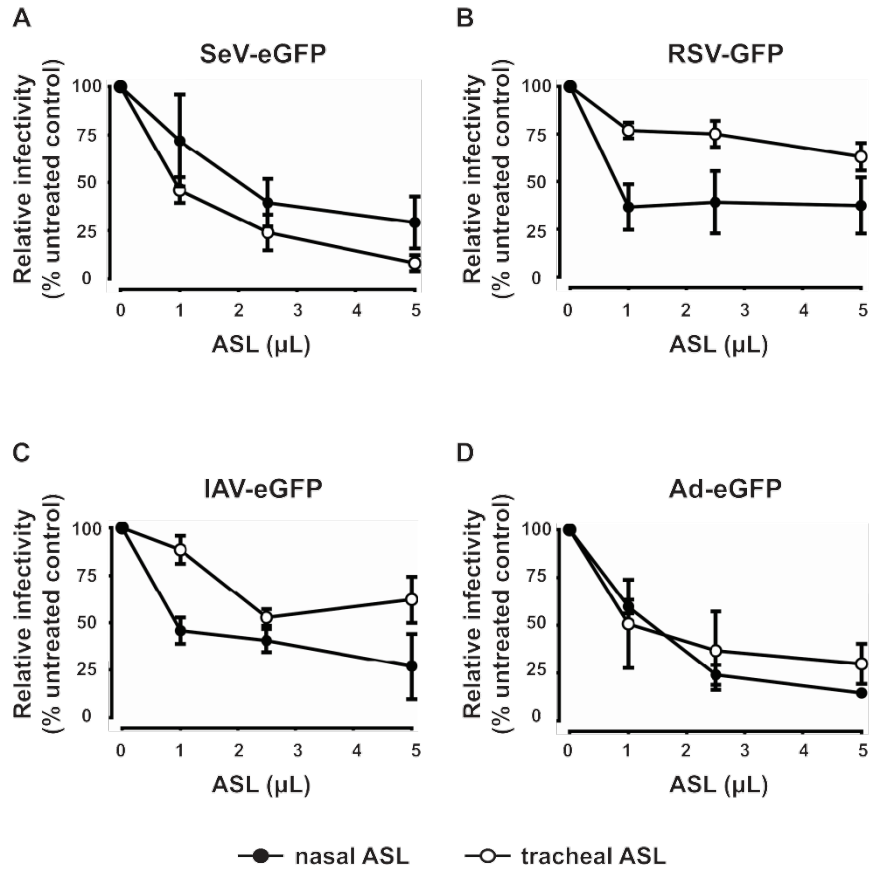 A
SeV-eGFP
Relative infectivity
(% untreated control)
100
75
50
25
0
0 1 2 3 4 5
ASL (µL)
B
RSV-GFP
Relative infectivity
(% untreated control)
100
75
50
25
0
0 1 2 3 4 5
ASL (µL)
C
IAV-eGFP
Relative infectivity
(% untreated control)
100
75
50
25
0
0 1 2 3 4 5
ASL (µL)
D
Ad-eGFP
Relative infectivity
(% untreated control)
100
75
50
25
0
0 1 2 3 4 5
ASL (µL)
nasal ASL tracheal ASL